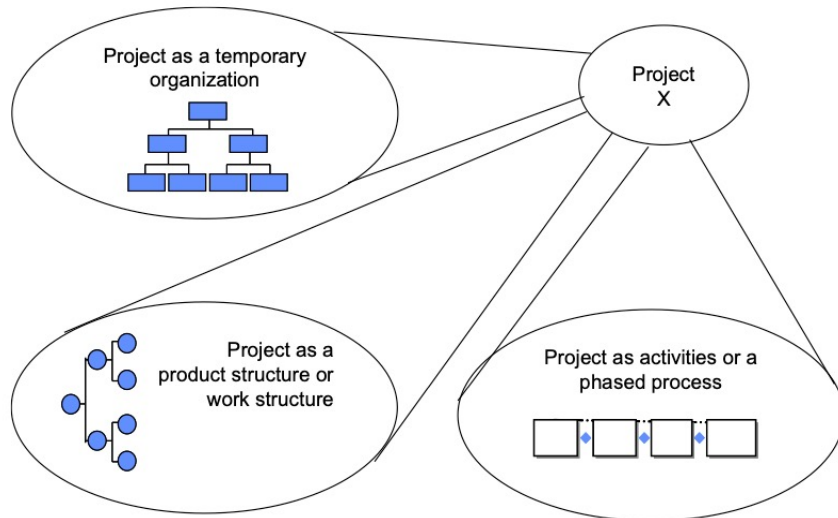 Project as a temporary
organization
Project
X
Project as a
product structure or
work structure
Project as activities or a
phased process